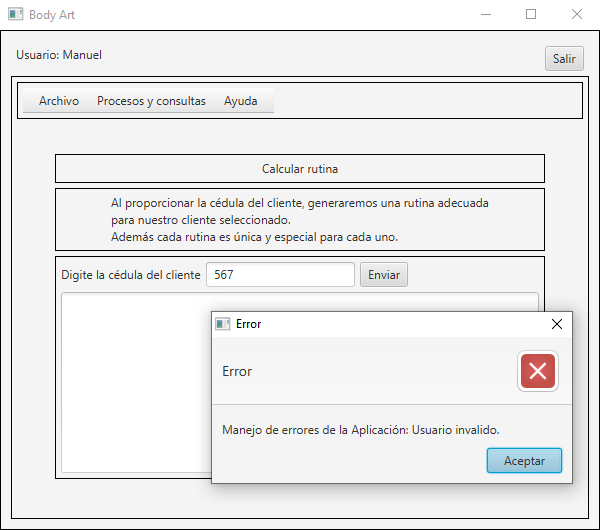 Body Art
Usuario: Manuel
Salir
Archivo Procesos y consultas Ayuda
Calcular rutina
Al proporcionar la cédula del cliente, generaremos una rutina adecuada
para nuestro cliente seleccionado.
Además cada rutina es única y especial para cada uno.
Digite la cédula del cliente 567 Enviar
Error
Error
Manejo de errores de la Aplicación: Usuario invalido.
Aceptar